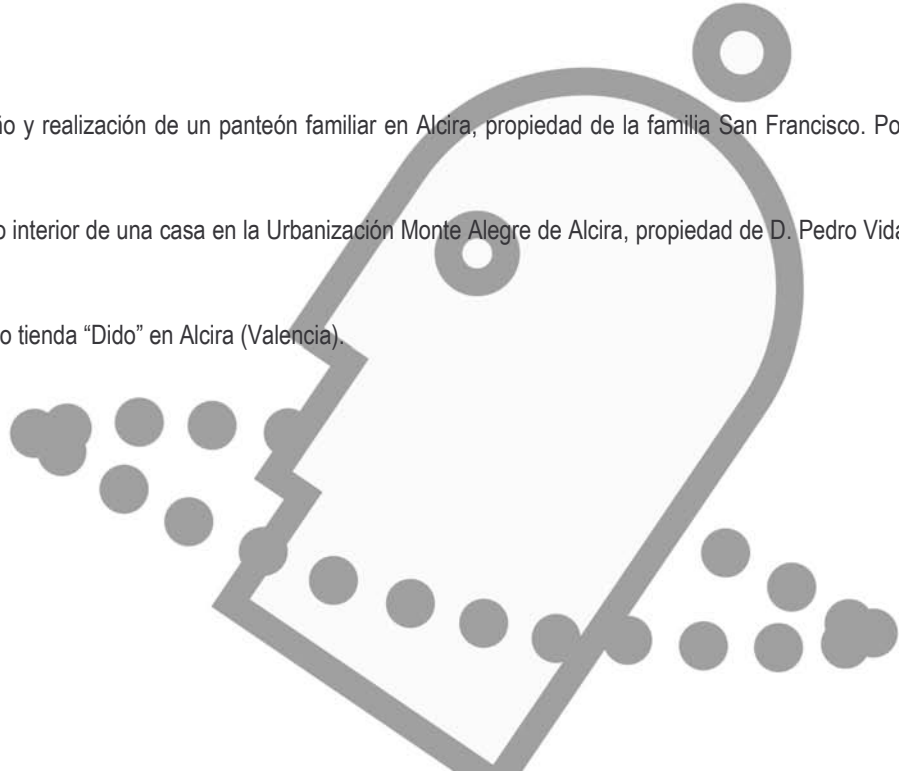 ño y realización de un panteón familiar en Alcira, propiedad de la familia San Francisco. Po
o interior de una casa en la Urbanización Monte Alegre de Alcira, propiedad de D. Pedro Vida
o tienda “Dido” en Alcira (Valencia).